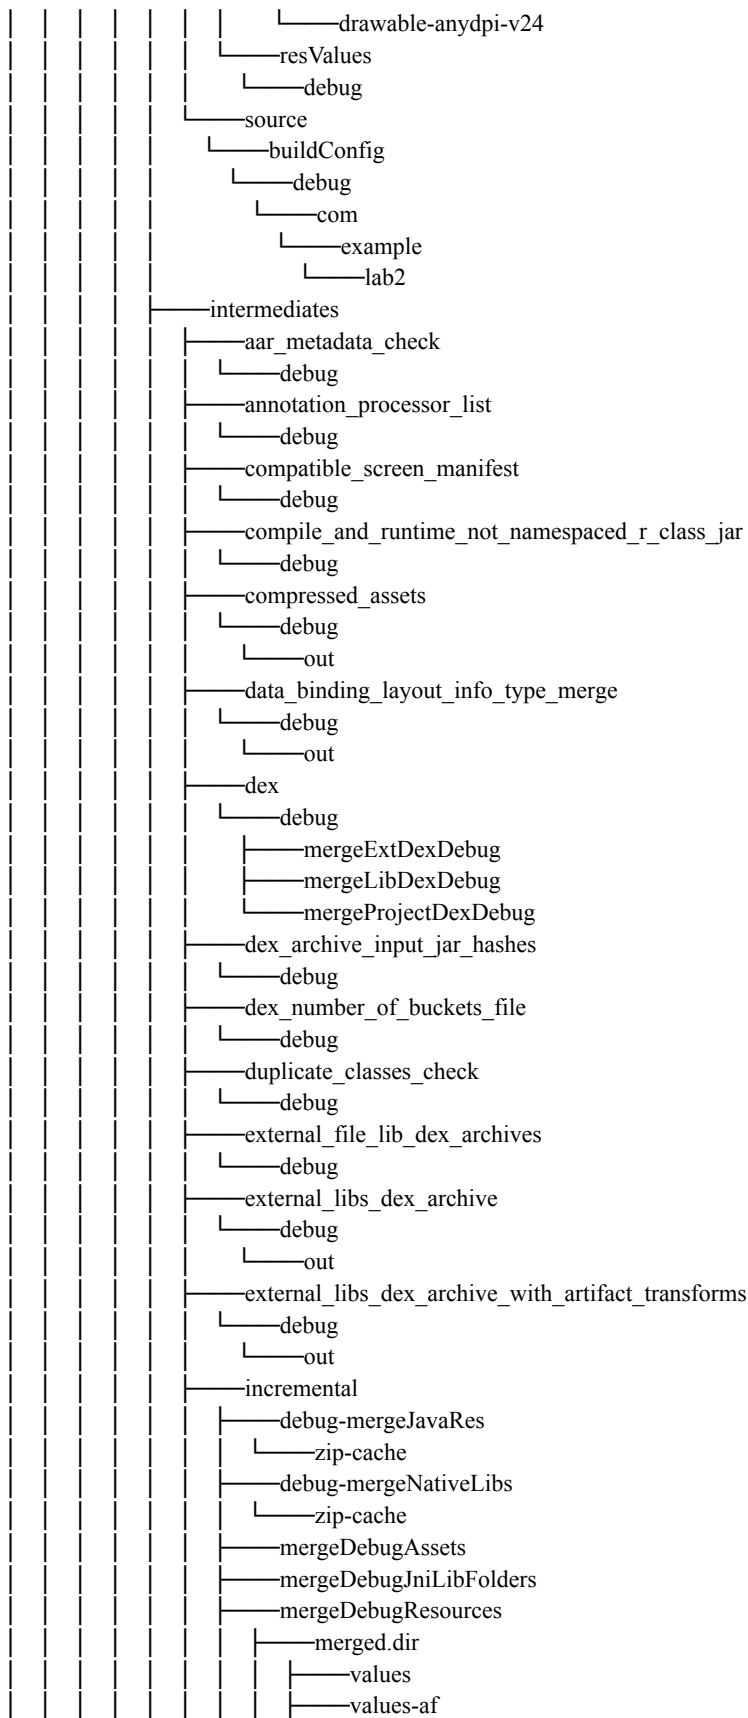 │ │ │ │ │ │ │ └───drawable-anydpi-v24
│ │ │ │ │ │ └───resValues
│ │ │ │ │ │ └───debug
│ │ │ │ │ └───source
│ │ │ │ │ └───buildConfig
│ │ │ │ │ └───debug
│ │ │ │ │ └───com
│ │ │ │ │ └───example
│ │ │ │ │ └───lab2
│ │ │ │ ├───intermediates
│ │ │ │ │ ├───aar_metadata_check
│ │ │ │ │ │ └───debug
│ │ │ │ │ ├───annotation_processor_list
│ │ │ │ │ │ └───debug
│ │ │ │ │ ├───compatible_screen_manifest
│ │ │ │ │ │ └───debug
│ │ │ │ │ ├───compile_and_runtime_not_namespaced_r_class_jar
│ │ │ │ │ │ └───debug
│ │ │ │ │ ├───compressed_assets
│ │ │ │ │ │ └───debug
│ │ │ │ │ │ └───out
│ │ │ │ │ ├───data_binding_layout_info_type_merge
│ │ │ │ │ │ └───debug
│ │ │ │ │ │ └───out
│ │ │ │ │ ├───dex
│ │ │ │ │ │ └───debug
│ │ │ │ │ │ ├───mergeExtDexDebug
│ │ │ │ │ │ ├───mergeLibDexDebug
│ │ │ │ │ │ └───mergeProjectDexDebug
│ │ │ │ │ ├───dex_archive_input_jar_hashes
│ │ │ │ │ │ └───debug
│ │ │ │ │ ├───dex_number_of_buckets_file
│ │ │ │ │ │ └───debug
│ │ │ │ │ ├───duplicate_classes_check
│ │ │ │ │ │ └───debug
│ │ │ │ │ ├───external_file_lib_dex_archives
│ │ │ │ │ │ └───debug
│ │ │ │ │ ├───external_libs_dex_archive
│ │ │ │ │ │ └───debug
│ │ │ │ │ │ └───out
│ │ │ │ │ ├───external_libs_dex_archive_with_artifact_transforms
│ │ │ │ │ │ └───debug
│ │ │ │ │ │ └───out
│ │ │ │ │ ├───incremental
│ │ │ │ │ │ ├───debug-mergeJavaRes
│ │ │ │ │ │ │ └───zip-cache
│ │ │ │ │ │ ├───debug-mergeNativeLibs
│ │ │ │ │ │ │ └───zip-cache
│ │ │ │ │ │ ├───mergeDebugAssets
│ │ │ │ │ │ ├───mergeDebugJniLibFolders
│ │ │ │ │ │ ├───mergeDebugResources
│ │ │ │ │ │ │ ├───merged.dir
│ │ │ │ │ │ │ │ ├───values
│ │ │ │ │ │ │ │ ├───values-af